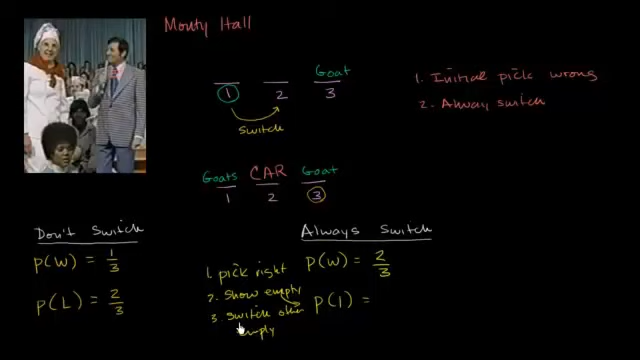 Monty Hall
Goat
1 2 3
switch
1. Initial pick wrong
2. Alway switch
Goats CAR Goat
1 2 3
Don't Switch
P(W) = 1/3
P(L) = 2/3
1. pick right
2. Show empty
3. switch other
empty
Always Switch
P(W) = 2/3
P(l) =